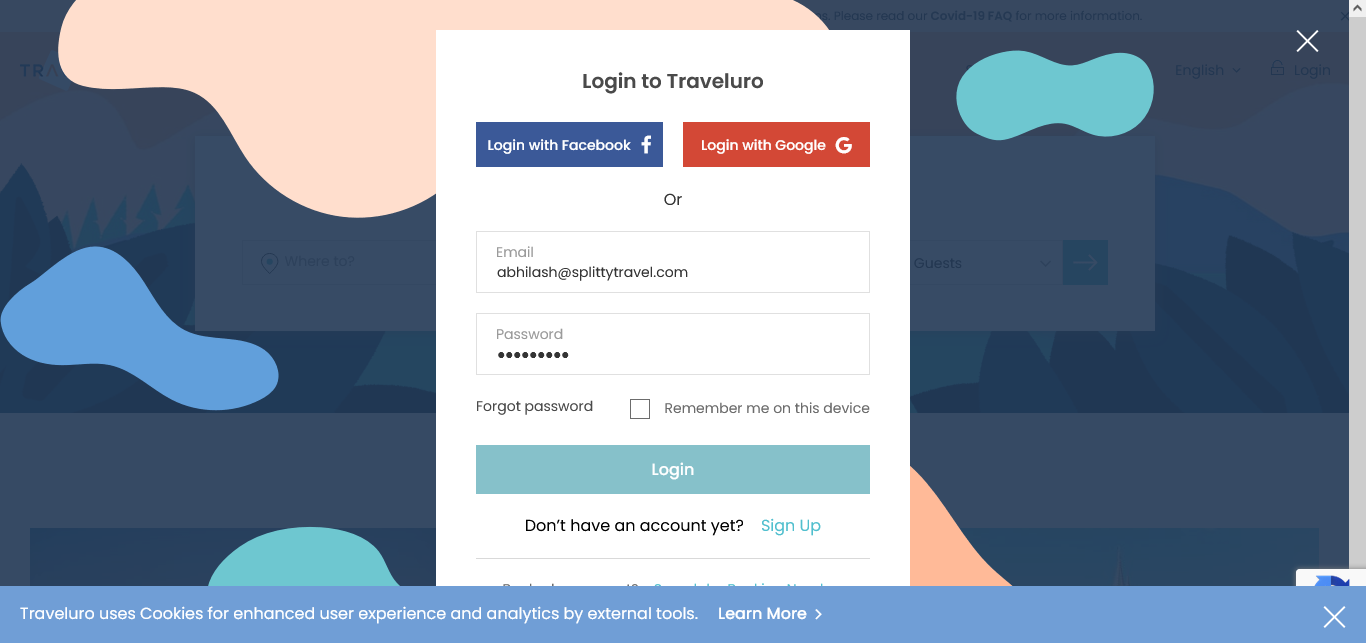 Please read our Covid-19 FAQ for more information.
English
Login
Login to Traveluro
Login with Facebook
Login with Google
Or
Where to?
Guests
Email
abhilash@splittytravel.com
Password
Forgot password
Remember me on this device
Login
Don't have an account yet? Sign Up
Traveluro uses Cookies for enhanced user experience and analytics by external tools. Learn More